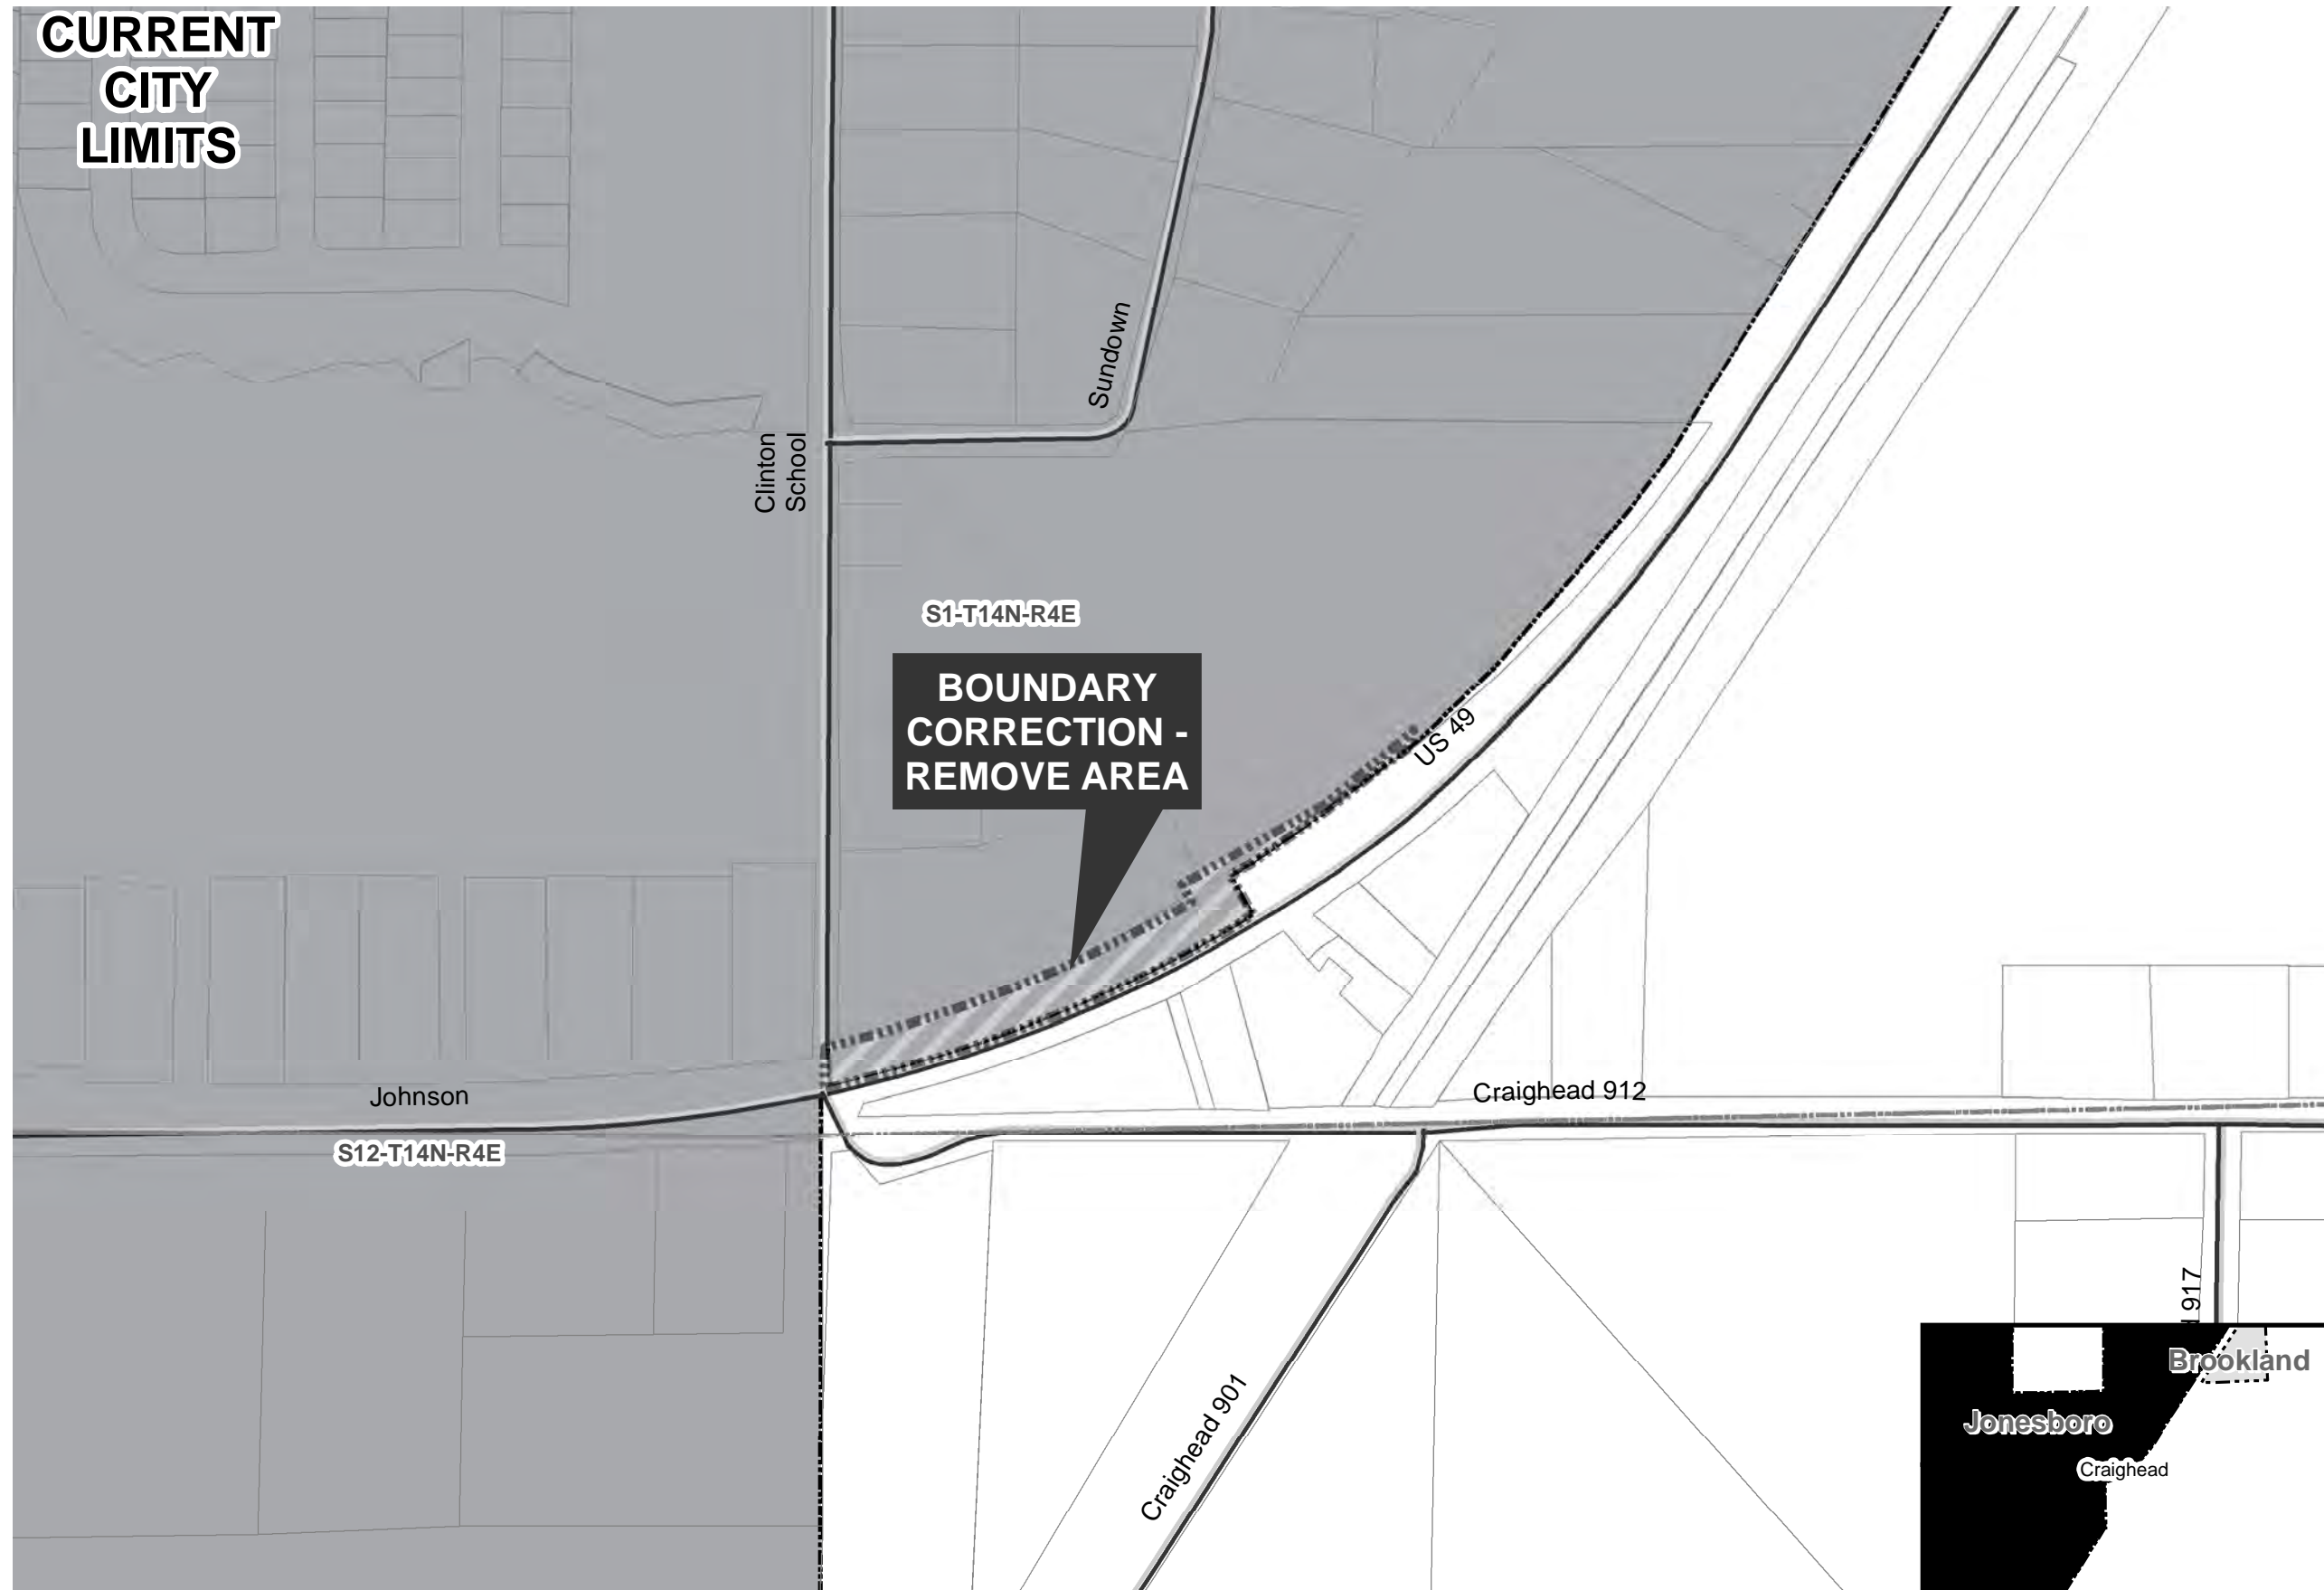 CURRENT
CITY
LIMITS
Sundown
Clinton
School
S1-T14N-R4E
BOUNDARY
CORRECTION -
REMOVE AREA
US 49
Johnson
Craighead 912
S12-T14N-R4E
917
Craighead 901
Brookland
Jonesboro
Craighead